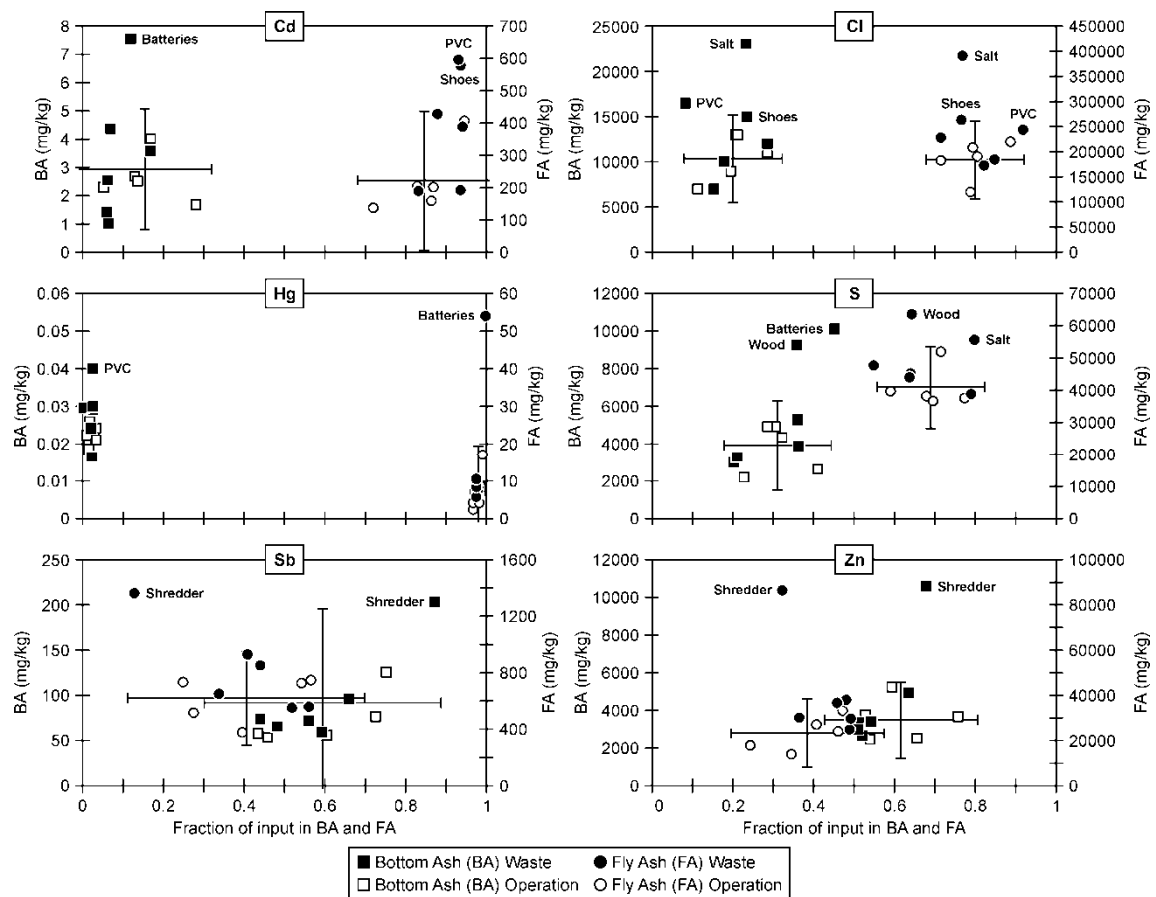 Cd
8
7
6
5
4
3
2
1
0
BA (mg/kg)
700
600
500
400
300
200
100
0
FA (mg/kg)
Batteries
PVC
Shoes
Cl
25000
20000
15000
10000
5000
0
BA (mg/kg)
450000
400000
350000
300000
250000
200000
150000
100000
50000
0
FA (mg/kg)
Salt
PVC
Shoes
Salt
Shoes
PVC
Hg
0.06
0.05
0.04
0.03
0.02
0.01
0
BA (mg/kg)
60
50
40
30
20
10
0
FA (mg/kg)
PVC
Batteries
S
12000
10000
8000
6000
4000
2000
0
BA (mg/kg)
70000
60000
50000
40000
30000
20000
10000
0
FA (mg/kg)
Batteries
Wood
Wood
Salt
Sb
250
200
150
100
50
0
BA (mg/kg)
1600
1200
800
400
0
FA (mg/kg)
Shredder
Shredder
0 0.2 0.4 0.6 0.8 1
Fraction of input in BA and FA
Zn
12000
10000
8000
6000
4000
2000
0
BA (mg/kg)
100000
80000
60000
40000
20000
0
FA (mg/kg)
Shredder
Shredder
0 0.2 0.4 0.6 0.8 1
Fraction of input in BA and FA
Bottom Ash (BA) Waste
Fly Ash (FA) Waste
Bottom Ash (BA) Operation
Fly Ash (FA) Operation